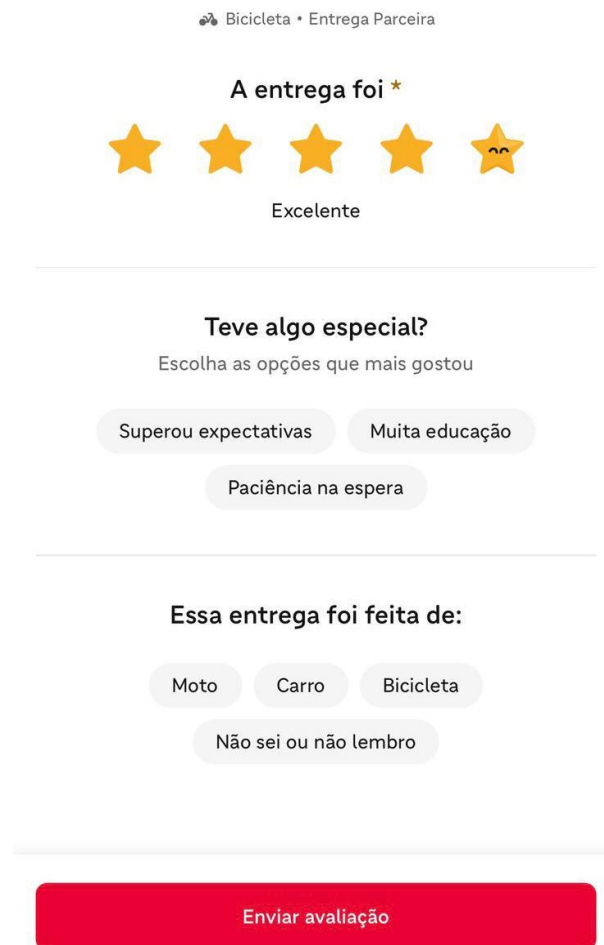 Bicicleta • Entrega Parceira
A entrega foi *
Excelente
Teve algo especial?
Escolha as opções que mais gostou
Superou expectativas Muita educação
Paciência na espera
Essa entrega foi feita de:
Moto Carro Bicicleta
Não sei ou não lembro
Enviar avaliação